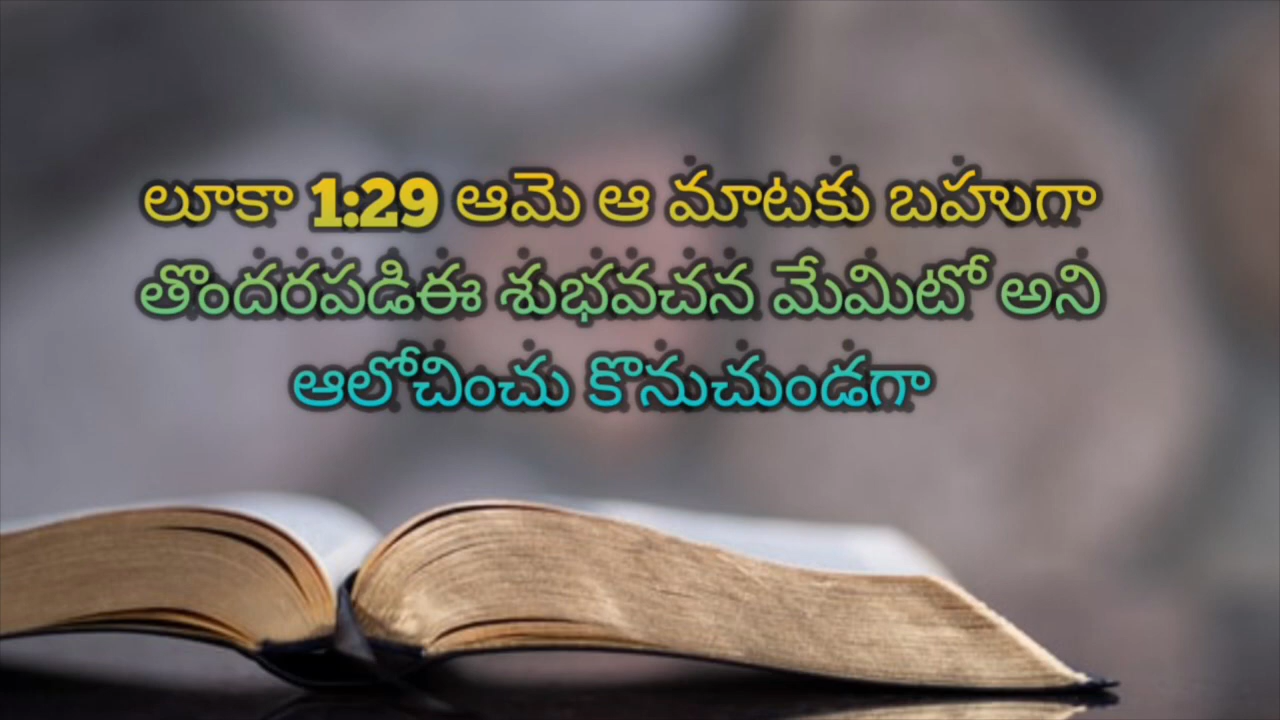 లూకా 1:29 ఆమె ఆ మాటకు బహుగా
తొందరపడిఈ శుభవచన మేమిటో అని
ఆలోచించు కొనుచుండగా